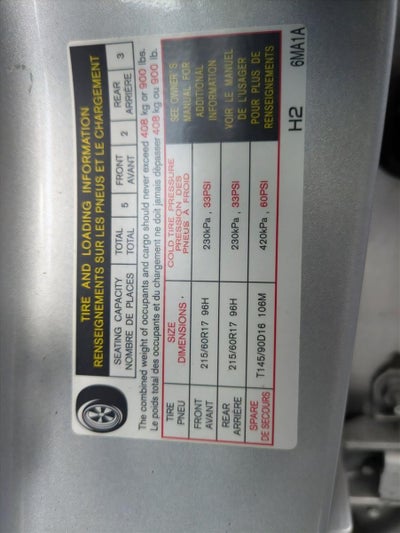 TIRE AND LOADING INFORMATION
RENSEIGNEMENTS SUR LES PNEUS ET LE CHARGEMENT
SEATING CAPACITY TOTAL 5 FRONT 2 REAR 3
NOMBRE DE PLACES TOTAL AVANT ARRIÈRE
The combined weight of occupants and cargo should never exceed 408 kg or 900 lbs.
Le poids total des occupants et du chargement ne doit jamais dépasser 408 kg ou 900 lb.
TIRE SIZE COLD TIRE PRESSURE
PNEU DIMENSIONS PRESSION DES
PNEUS À FROID
FRONT 215/60R17 96H 230kPa , 33PSI
AVANT
REAR 215/60R17 96H 230kPa , 33PSI
ARRIÈRE
SPARE T145/90D16 106M 420kPa , 60PSI
DE SECOURS
SEE OWNER'S
MANUAL FOR
ADDITIONAL
INFORMATION
VOIR LE MANUEL
DE L'USAGER
POUR PLUS DE
RENSEIGNEMENTS
H2 6MA1A